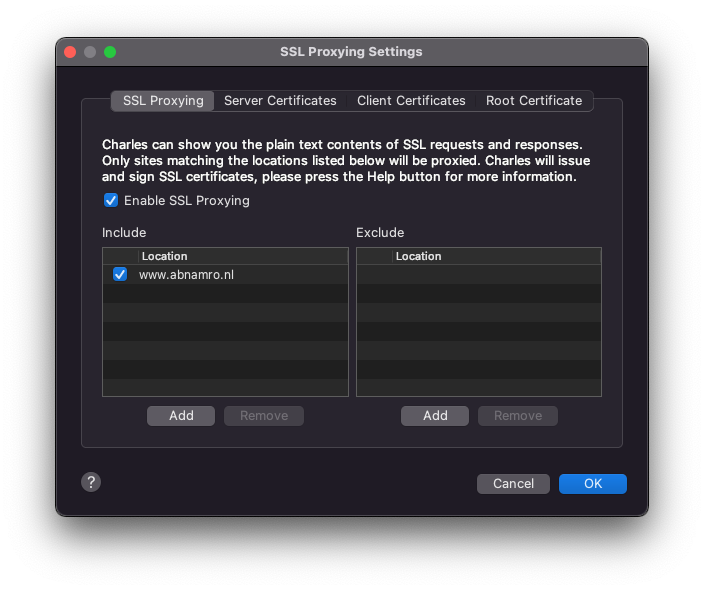 SSL Proxying Settings
SSL Proxying Server Certificates Client Certificates Root Certificate
Charles can show you the plain text contents of SSL requests and responses.
Only sites matching the locations listed below will be proxied. Charles will issue
and sign SSL certificates, please press the Help button for more information.
Enable SSL Proxying
Include Exclude
Location Location
www.abnamro.nl
Add Remove Add Remove
? Cancel OK